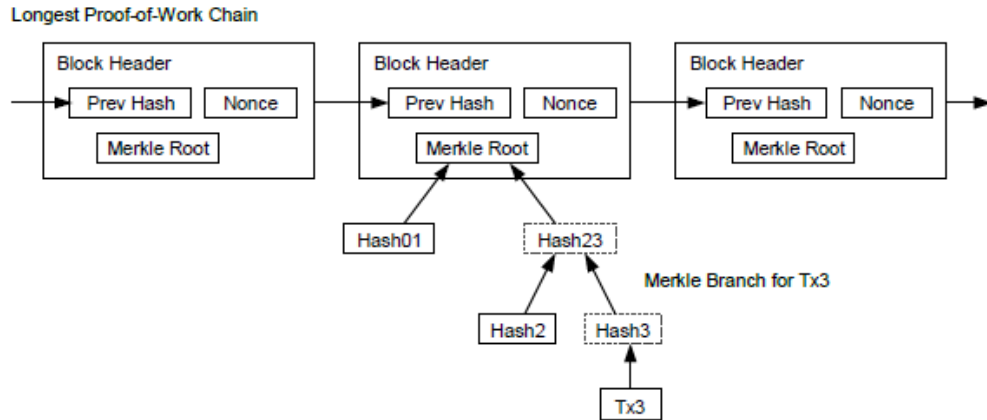 Longest Proof-of-Work Chain
Block Header
Block Header
Block Header
Prev Hash
Nonce
Prev Hash
Nonce
Prev Hash
Nonce
Merkle Root
Merkle Root
Merkle Root
Hash01
Hash23
Merkle Branch for Tx3
Hash2
Hash3
Tx3